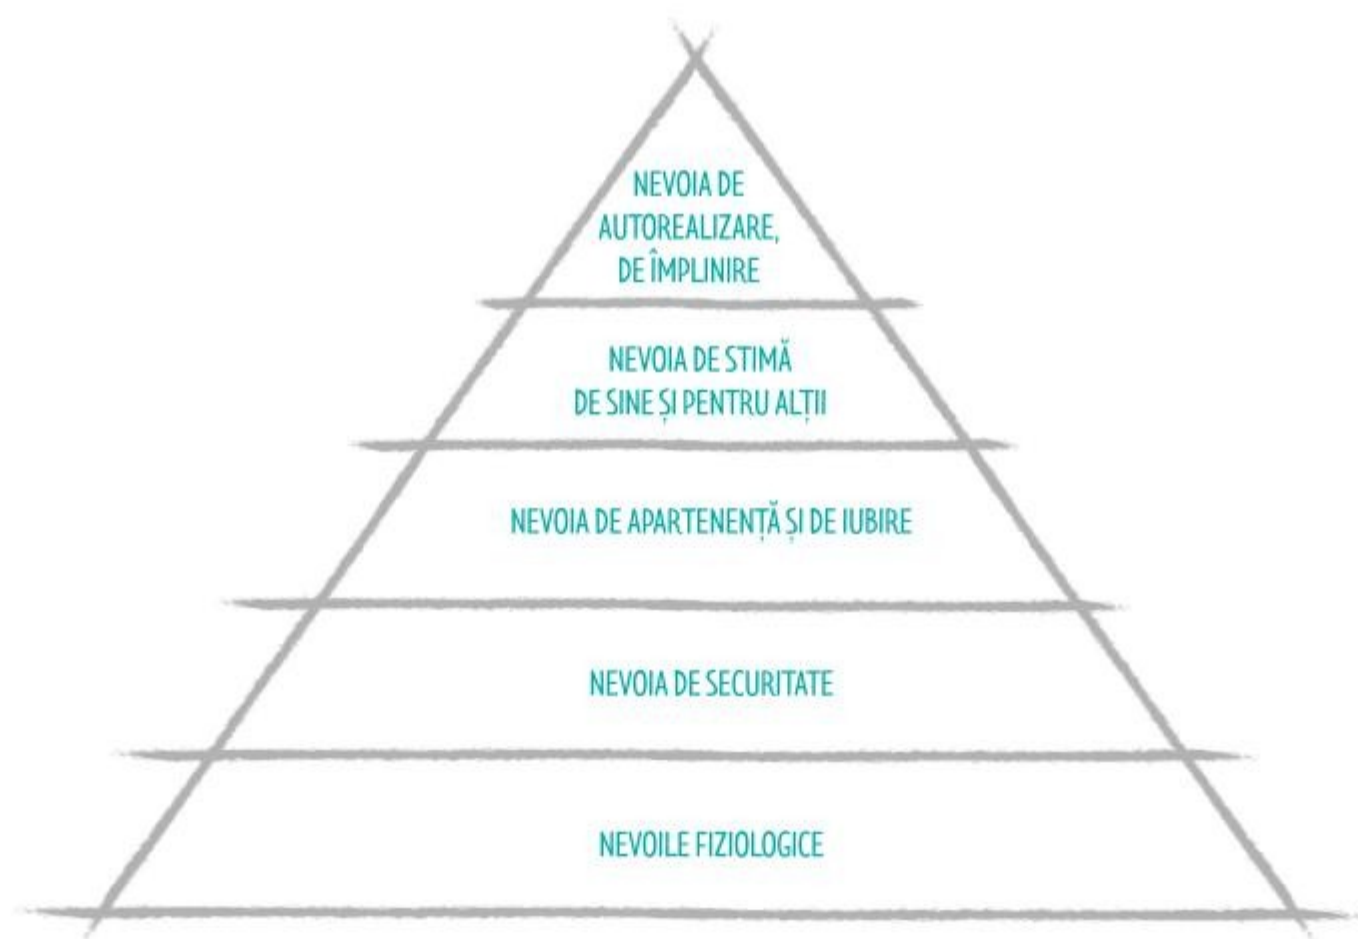 NEVOIA DE
AUTOREALIZARE,
DE ÎMPLINIRE
NEVOIA DE STIMĂ
DE SINE ȘI PENTRU ALȚII
NEVOIA DE APARTENENȚĂ ȘI DE IUBIRE
NEVOIA DE SECURITATE
NEVOILE FIZIOLOGICE